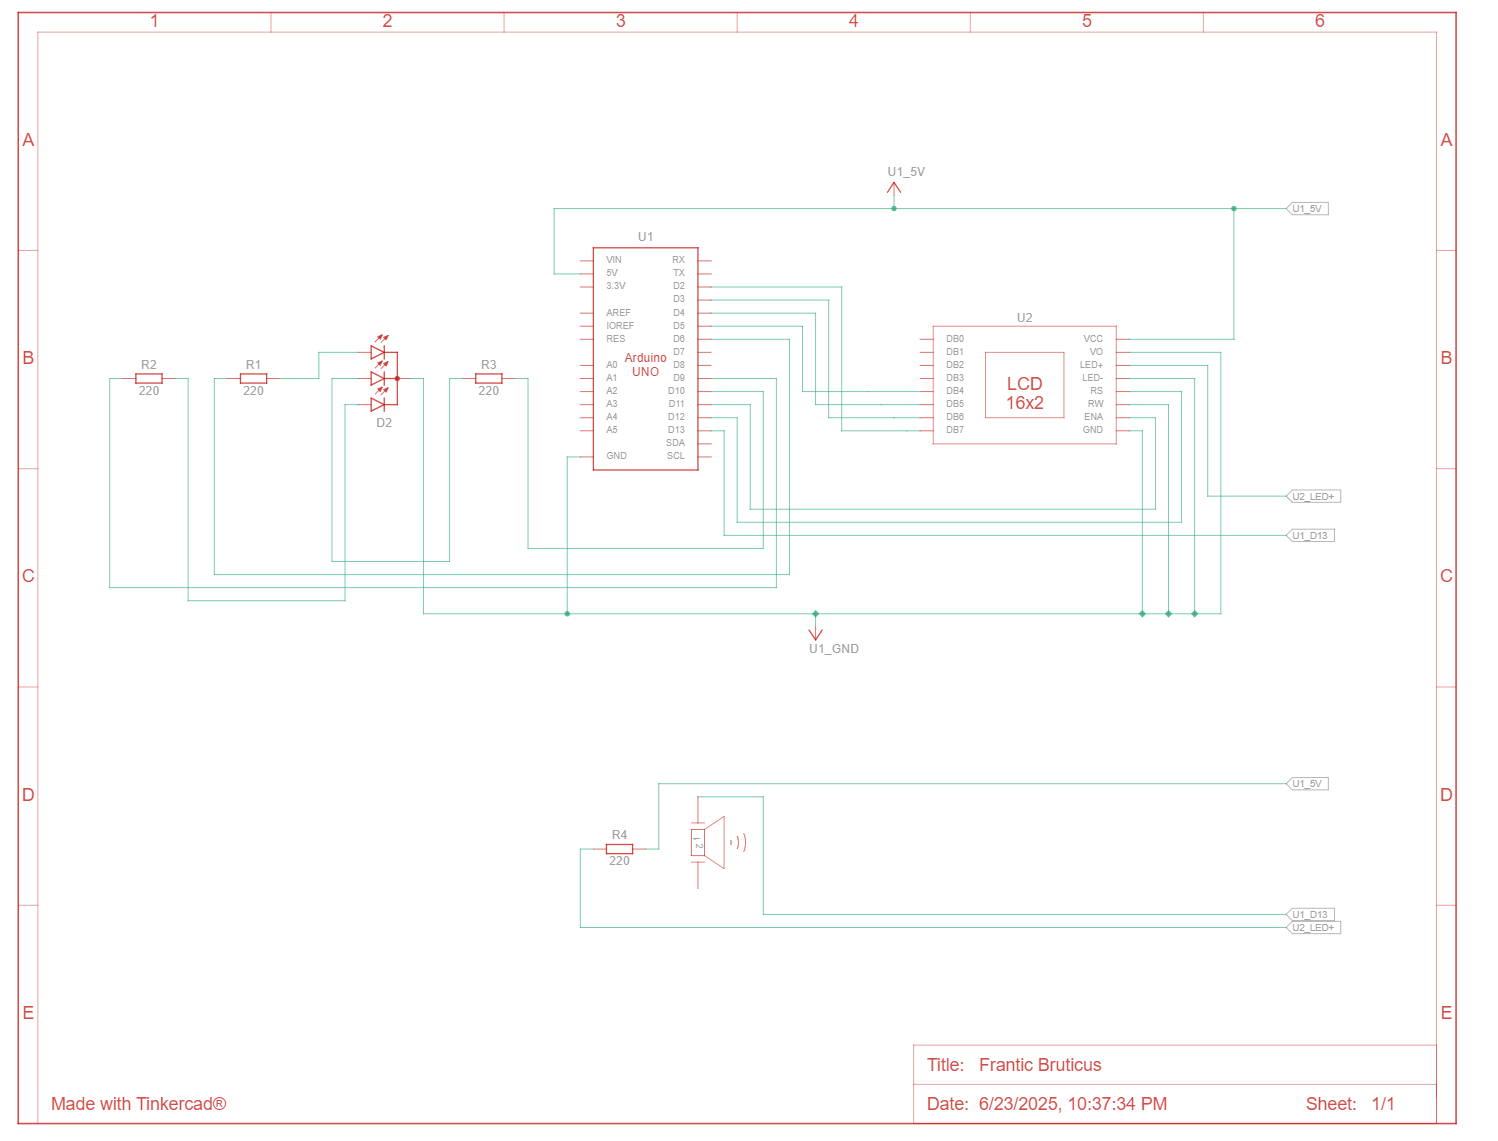 1 2 3 4 5 6
A A
U1_5V
U1_5V
U1
VIN RX
5V TX
3.3V D2
D3
AREF D4
IOREF D5
RES D6
D7
A0 D8
A1 D9
A2 D10
A3 D11
A4 D12
A5 D13
SDA
GND SCL
Arduino
UNO
U2
DB0 VCC
DB1 VO
DB2 LED+
DB3 LED-
DB4 RS
DB5 RW
DB6 ENA
DB7 GND
LCD
16x2
B B
R2
220
R1
220
D2
R3
220
U2_LED+
U1_D13
C C
U1_GND
U1_5V
D D
R4
220
1 2
U1_D13
U2_LED+
E E
Title: Frantic Bruticus
Made with Tinkercad®
Date: 6/23/2025, 10:37:34 PM Sheet: 1/1